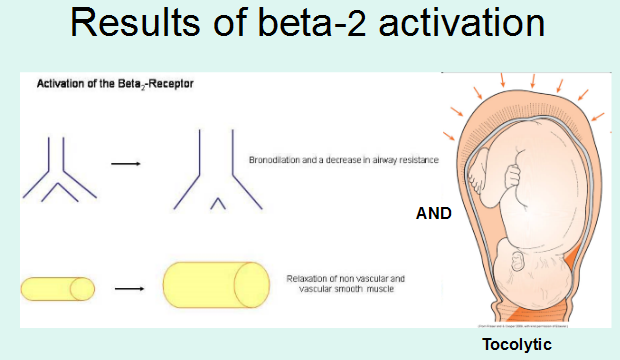 Results of beta-2 activation
Activation of the Beta2-Receptor
Bronodilation and a decrease in airway resistance
AND
Relaxation of non vascular and
vascular smooth muscle
Tocolytic